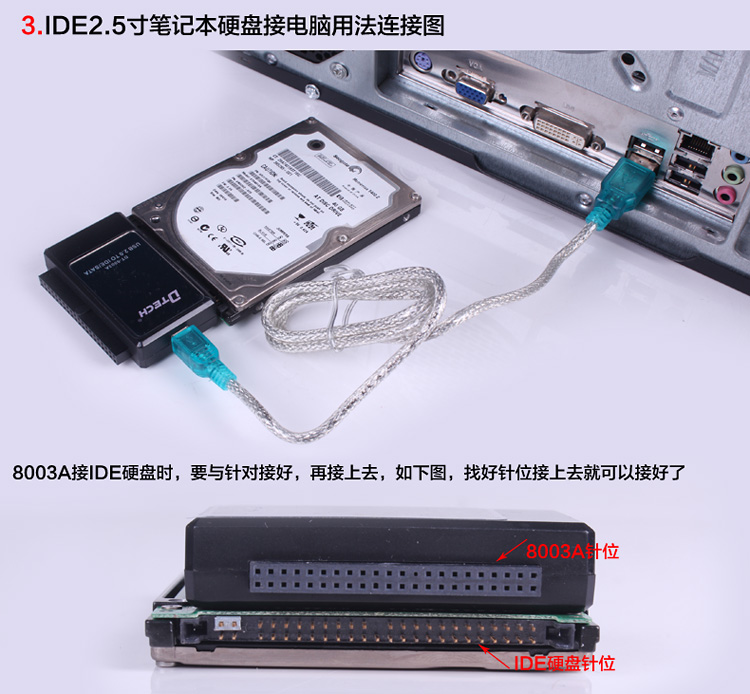 3.IDE2.5寸笔记本硬盘接电脑用法连接图
Seagate
DTECH
USB 2.0 TO IDE/SATA
8003A接IDE硬盘时，要与针对接好，再接上去，如下图，找好针位接上去就可以接好了
8003A针位
IDE硬盘针位